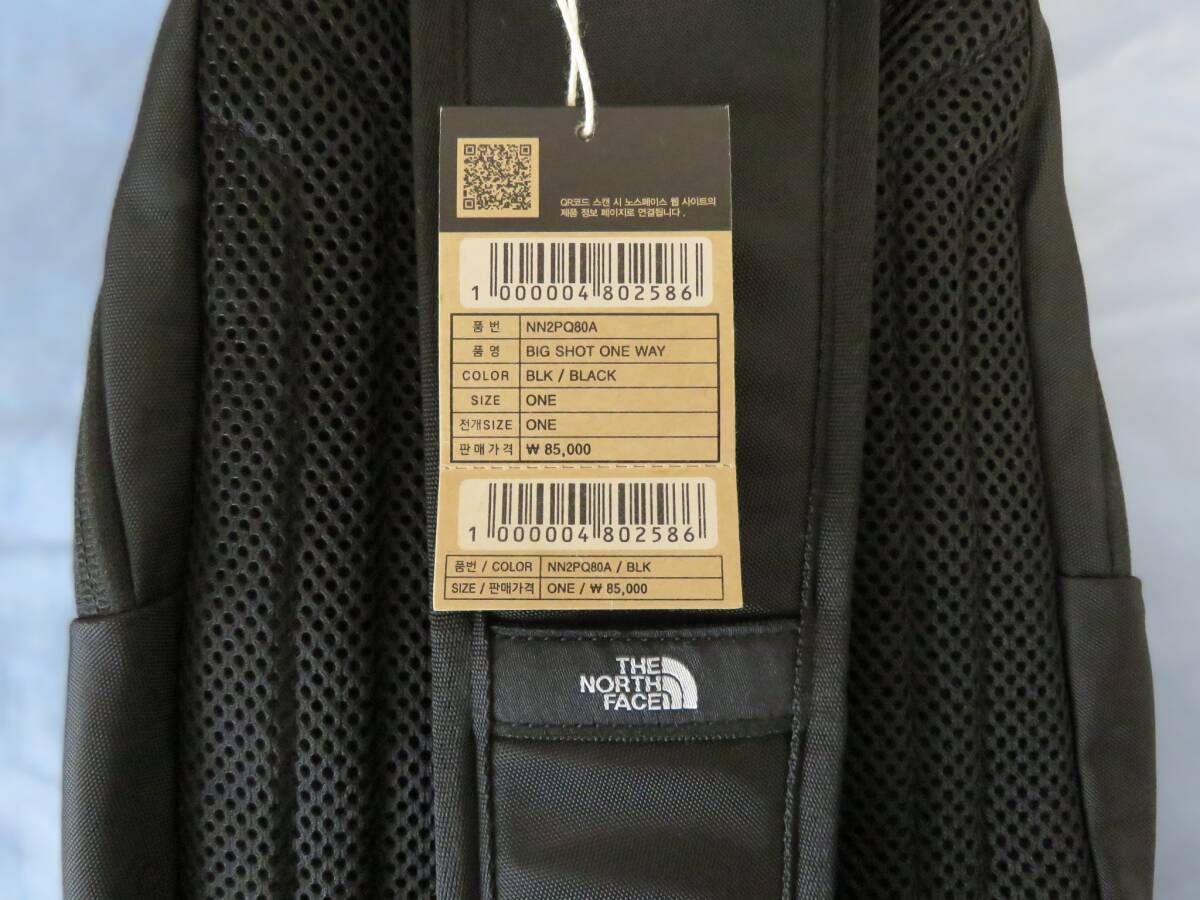 QR코드 스캔 시 노스페이스 웹 사이트의
제품 정보 페이지로 연결됩니다.
1 000004 802586
품 번 NN2PQ80A
품 명 BIG SHOT ONE WAY
COLOR BLK / BLACK
SIZE ONE
전개SIZE ONE
판매가격 ₩ 85,000
1 000004 802586
품번 / COLOR NN2PQ80A / BLK
SIZE / 판매가격 ONE / ₩ 85,000
THE
NORTH
FACE